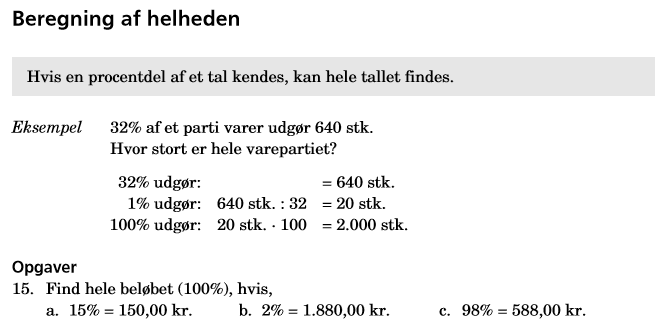 Beregning af helheden
Hvis en procentdel af et tal kendes, kan hele tallet findes.
Eksempel 32% af et parti varer udgør 640 stk.
Hvor stort er hele varepartiet?
32% udgør: = 640 stk.
1% udgør: 640 stk. : 32 = 20 stk.
100% udgør: 20 stk. · 100 = 2.000 stk.
Opgaver
15. Find hele beløbet (100%), hvis,
a. 15% = 150,00 kr. b. 2% = 1.880,00 kr. c. 98% = 588,00 kr.